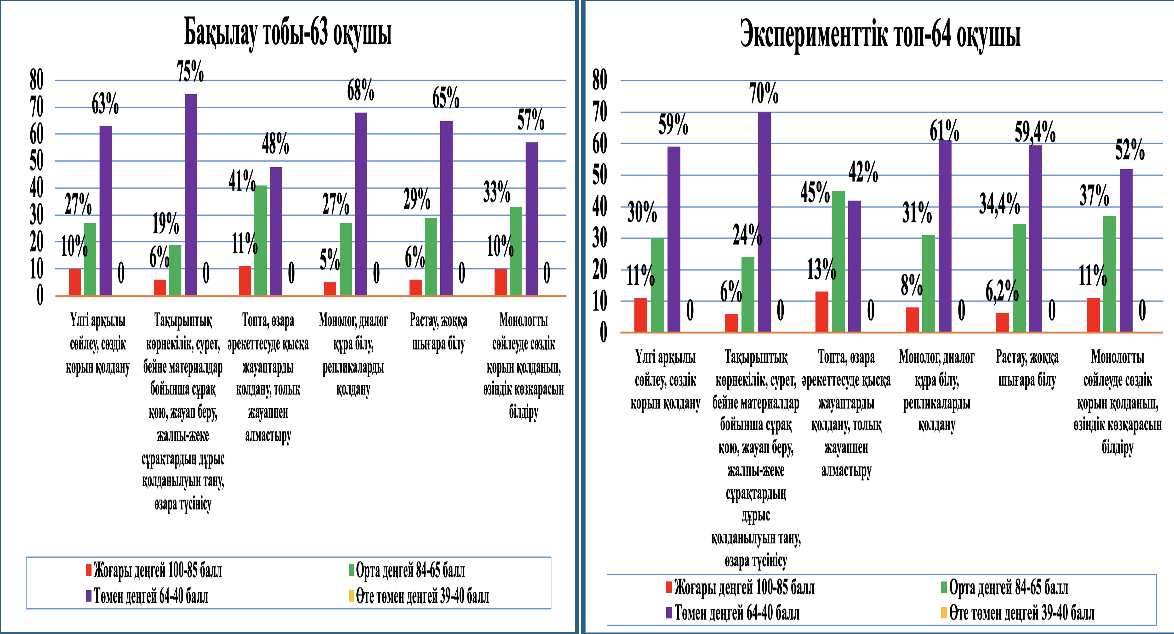 Бақылау тобы-63 оқушы
80
70
60
50
40
30
20
10
0
10%
27%
63%
0
6%
19%
75%
0
11%
41%
48%
0
5%
27%
68%
0
6%
29%
65%
0
10%
33%
57%
0
Үлгі арқылы
сөйлеу, сөздік
қорын қолдану
Тақырыптық
көрнекілік, сурет,
бейне материалдар
бойынша сұрақ
қою, жауап беру,
жалпы-жеке
сұрақтардың дұрыс
қолданылуын тану,
өзара түсінісу
Топта, өзара
әрекеттесуде қысқа
жауаптарды
қолдану, толық
жауаппен
алмастыру
Монолог, диалог
құра білу,
репликаларды
қолдану
Растау, жоққа
шығара білу
Монологты
сөйлеуде сөздік
қорын қолданып,
өзіндік көзқарасын
білдіру
Жоғары деңгей 100-85 балл
Орта деңгей 84-65 балл
Төмен деңгей 64-40 балл
Өте төмен деңгей 39-40 балл
Эксперименттік топ-64 оқушы
80
70
60
50
40
30
20
10
0
11%
30%
59%
0
6%
24%
70%
0
13%
45%
42%
0
8%
31%
61%
0
6,2%
34,4%
59,4%
0
11%
37%
52%
0
Үлгі арқылы
сөйлеу, сөздік
қорын қолдану
Тақырыптық
көрнекілік, сурет,
бейне материалдар
бойынша сұрақ
қою, жауап беру,
жалпы-жеке
сұрақтардың
дұрыс
қолданылуын тану,
өзара түсінісу
Топта, өзара
әрекеттесуде қысқа
жауаптарды
қолдану, толық
жауаппен
алмастыру
Монолог, диалог
құра білу,
репликаларды
қолдану
Растау, жоққа
шығара білу
Монологты
сөйлеуде сөздік
қорын қолданып,
өзіндік көзқарасын
білдіру
Жоғары деңгей 100-85 балл
Орта деңгей 84-65 балл
Төмен деңгей 64-40 балл
Өте төмен деңгей 39-40 балл